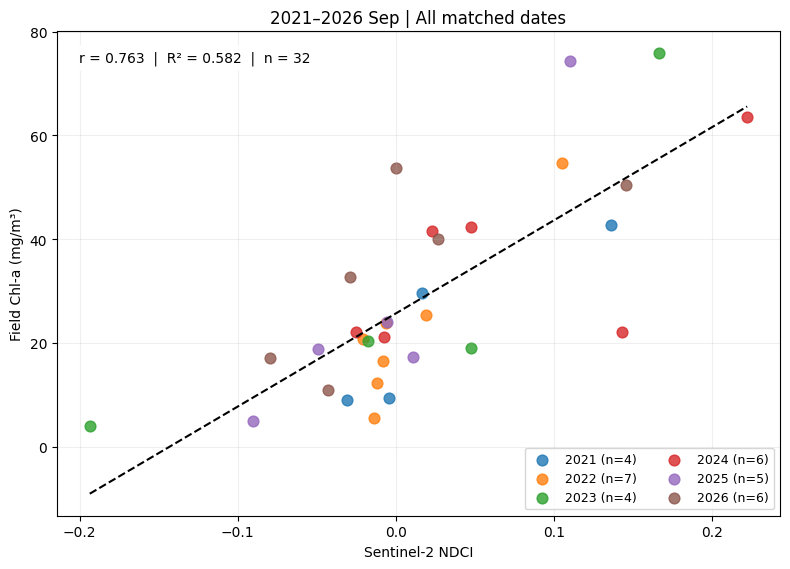 2021–2026 Sep | All matched dates
r = 0.763 | R² = 0.582 | n = 32
Field Chl-a (mg/m³)
80
60
40
20
0
−0.2
−0.1
0.0
0.1
0.2
Sentinel-2 NDCI
2021 (n=4)
2022 (n=7)
2023 (n=4)
2024 (n=6)
2025 (n=5)
2026 (n=6)